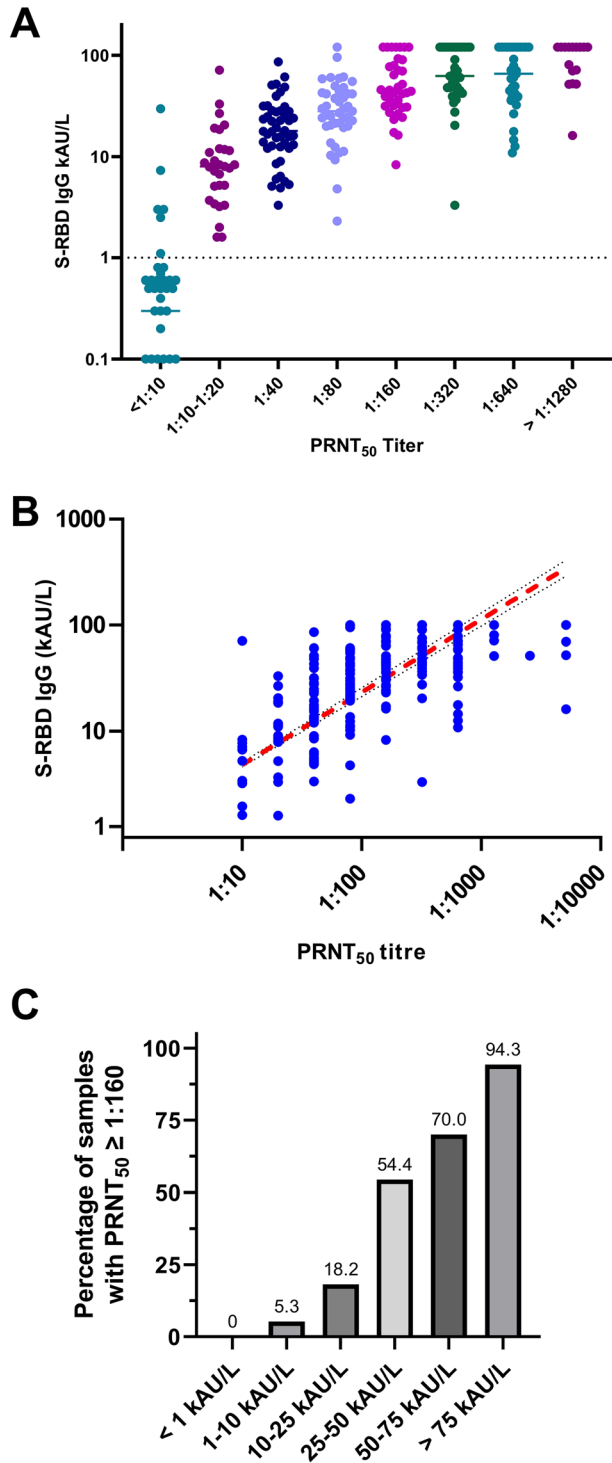 A
S-RBD IgG kAU/L
100
10
1
0.1
<1:10
1:10-1:20
1:40
1:80
1:160
1:320
1:640
> 1:1280
PRNT50 Titer
B
S-RBD IgG (kAU/L)
1000
100
10
1
1:10
1:100
1:1000
1:10000
PRNT50 titre
C
Percentage of samples
with PRNT50 ≥ 1:160
100
75
50
25
0
0
5.3
18.2
54.4
70.0
94.3
< 1 kAU/L
1-10 kAU/L
10-25 kAU/L
25-50 kAU/L
50-75 kAU/L
> 75 kAU/L